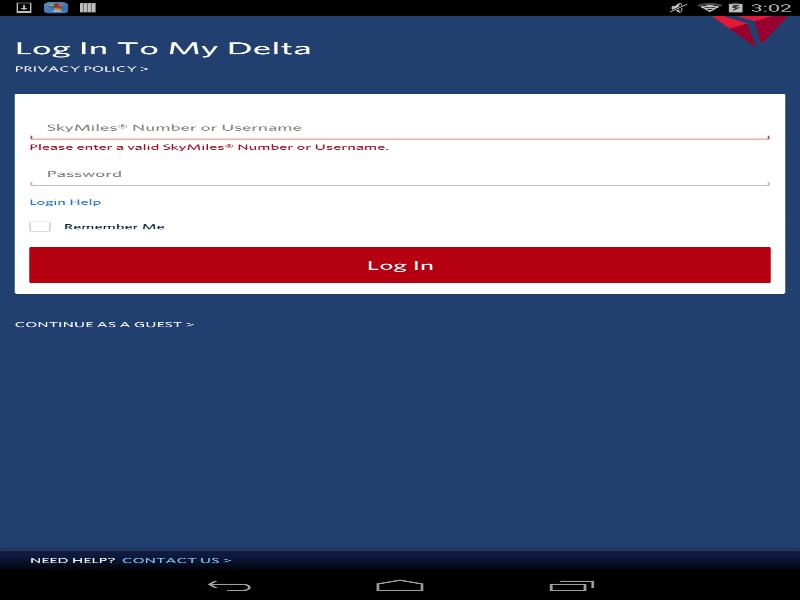 3:02
Log In To My Delta
PRIVACY POLICY >
SkyMiles® Number or Username
Please enter a valid SkyMiles® Number or Username.
Password
Login Help
Remember Me
Log In
CONTINUE AS A GUEST >
NEED HELP? CONTACT US >